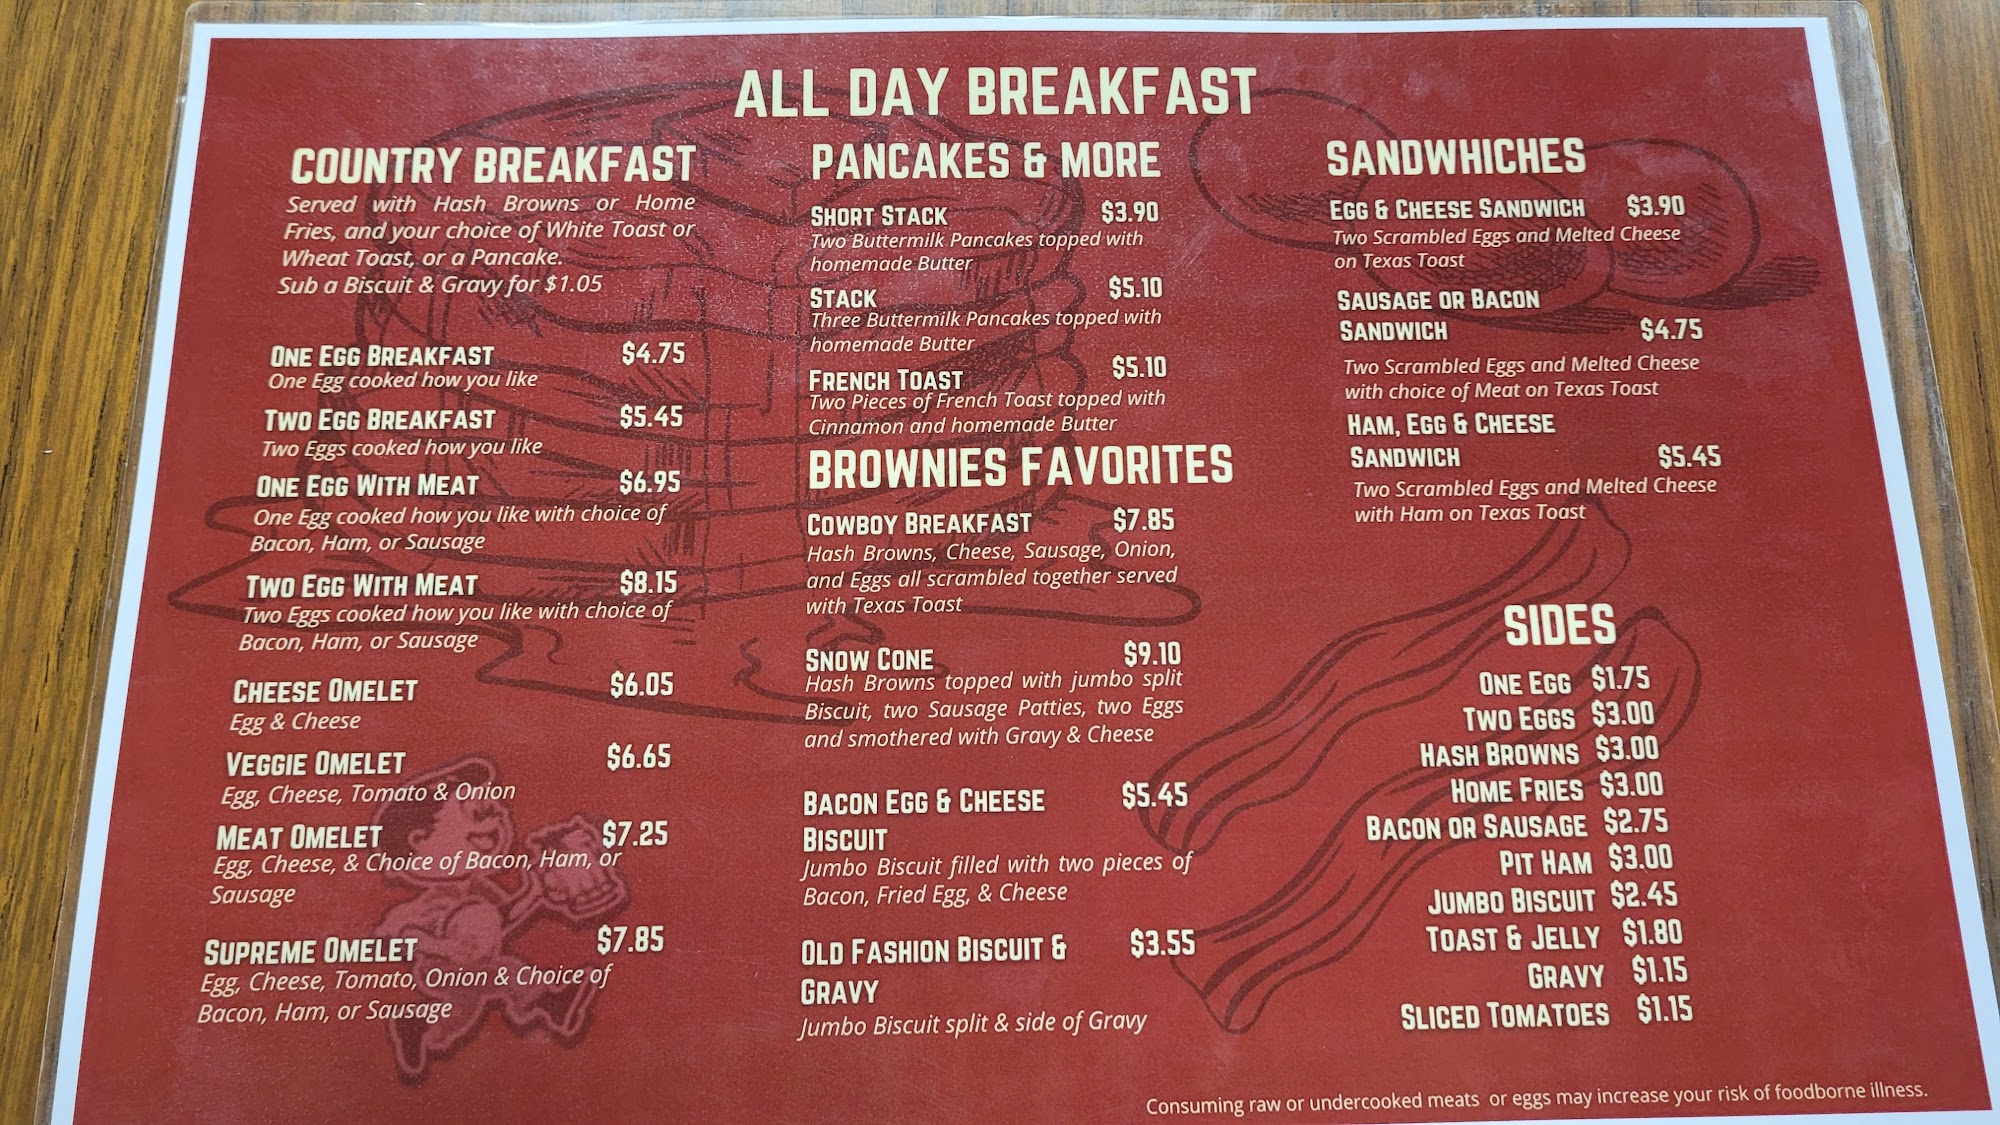 ALL DAY BREAKFAST
COUNTRY BREAKFAST
Served with Hash Browns or Home
Fries, and your choice of White Toast or
Wheat Toast, or a Pancake.
Sub a Biscuit & Gravy for $1.05
ONE EGG BREAKFAST $4.75
One Egg cooked how you like
TWO EGG BREAKFAST $5.45
Two Eggs cooked how you like
ONE EGG WITH MEAT $6.95
One Egg cooked how you like with choice of
Bacon, Ham, or Sausage
TWO EGG WITH MEAT $8.15
Two Eggs cooked how you like with choice of
Bacon, Ham, or Sausage
CHEESE OMELET $6.05
Egg & Cheese
VEGGIE OMELET $6.65
Egg, Cheese, Tomato & Onion
MEAT OMELET $7.25
Egg, Cheese, & Choice of Bacon, Ham, or
Sausage
SUPREME OMELET $7.85
Egg, Cheese, Tomato, Onion & Choice of
Bacon, Ham, or Sausage
PANCAKES & MORE
SHORT STACK $3.90
Two Buttermilk Pancakes topped with
homemade Butter
STACK $5.10
Three Buttermilk Pancakes topped with
homemade Butter
FRENCH TOAST $5.10
Two Pieces of French Toast topped with
Cinnamon and homemade Butter
BROWNIES FAVORITES
COWBOY BREAKFAST $7.85
Hash Browns, Cheese, Sausage, Onion,
and Eggs all scrambled together served
with Texas Toast
SNOW CONE $9.10
Hash Browns topped with jumbo split
Biscuit, two Sausage Patties, two Eggs
and smothered with Gravy & Cheese
BACON EGG & CHEESE $5.45
BISCUIT
Jumbo Biscuit filled with two pieces of
Bacon, Fried Egg, & Cheese
OLD FASHION BISCUIT & $3.55
GRAVY
Jumbo Biscuit split & side of Gravy
SANDWHICHES
EGG & CHEESE SANDWICH $3.90
Two Scrambled Eggs and Melted Cheese
on Texas Toast
SAUSAGE OR BACON
SANDWICH $4.75
Two Scrambled Eggs and Melted Cheese
with choice of Meat on Texas Toast
HAM, EGG & CHEESE
SANDWICH $5.45
Two Scrambled Eggs and Melted Cheese
with Ham on Texas Toast
SIDES
ONE EGG $1.75
TWO EGGS $3.00
HASH BROWNS $3.00
HOME FRIES $3.00
BACON OR SAUSAGE $2.75
PIT HAM $3.00
JUMBO BISCUIT $2.45
TOAST & JELLY $1.80
GRAVY $1.15
SLICED TOMATOES $1.15
Consuming raw or undercooked meats or eggs may increase your risk of foodborne illness.